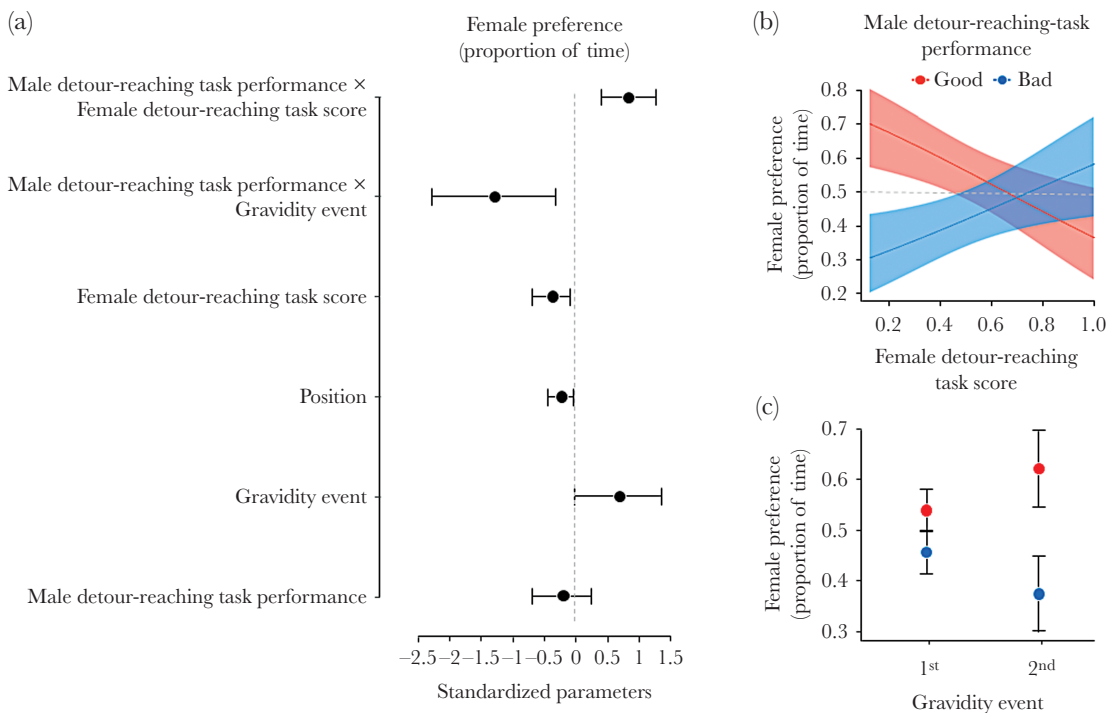 (a)
Female preference
(proportion of time)
Male detour-reaching task performance ×
Female detour-reaching task score
Male detour-reaching task performance ×
Gravidity event
Female detour-reaching task score
Position
Gravidity event
Male detour-reaching task performance
−2.5 −2 −1.5 −1 −0.5 0 0.5 1 1.5
Standardized parameters
(b)
Male detour-reaching-task
performance
Good Bad
Female preference
(proportion of time)
0.8
0.7
0.6
0.5
0.4
0.3
0.2
0.2 0.4 0.6 0.8 1.0
Female detour-reaching
task score
(c)
Female preference
(proportion of time)
0.7
0.6
0.5
0.4
0.3
1st 2nd
Gravidity event